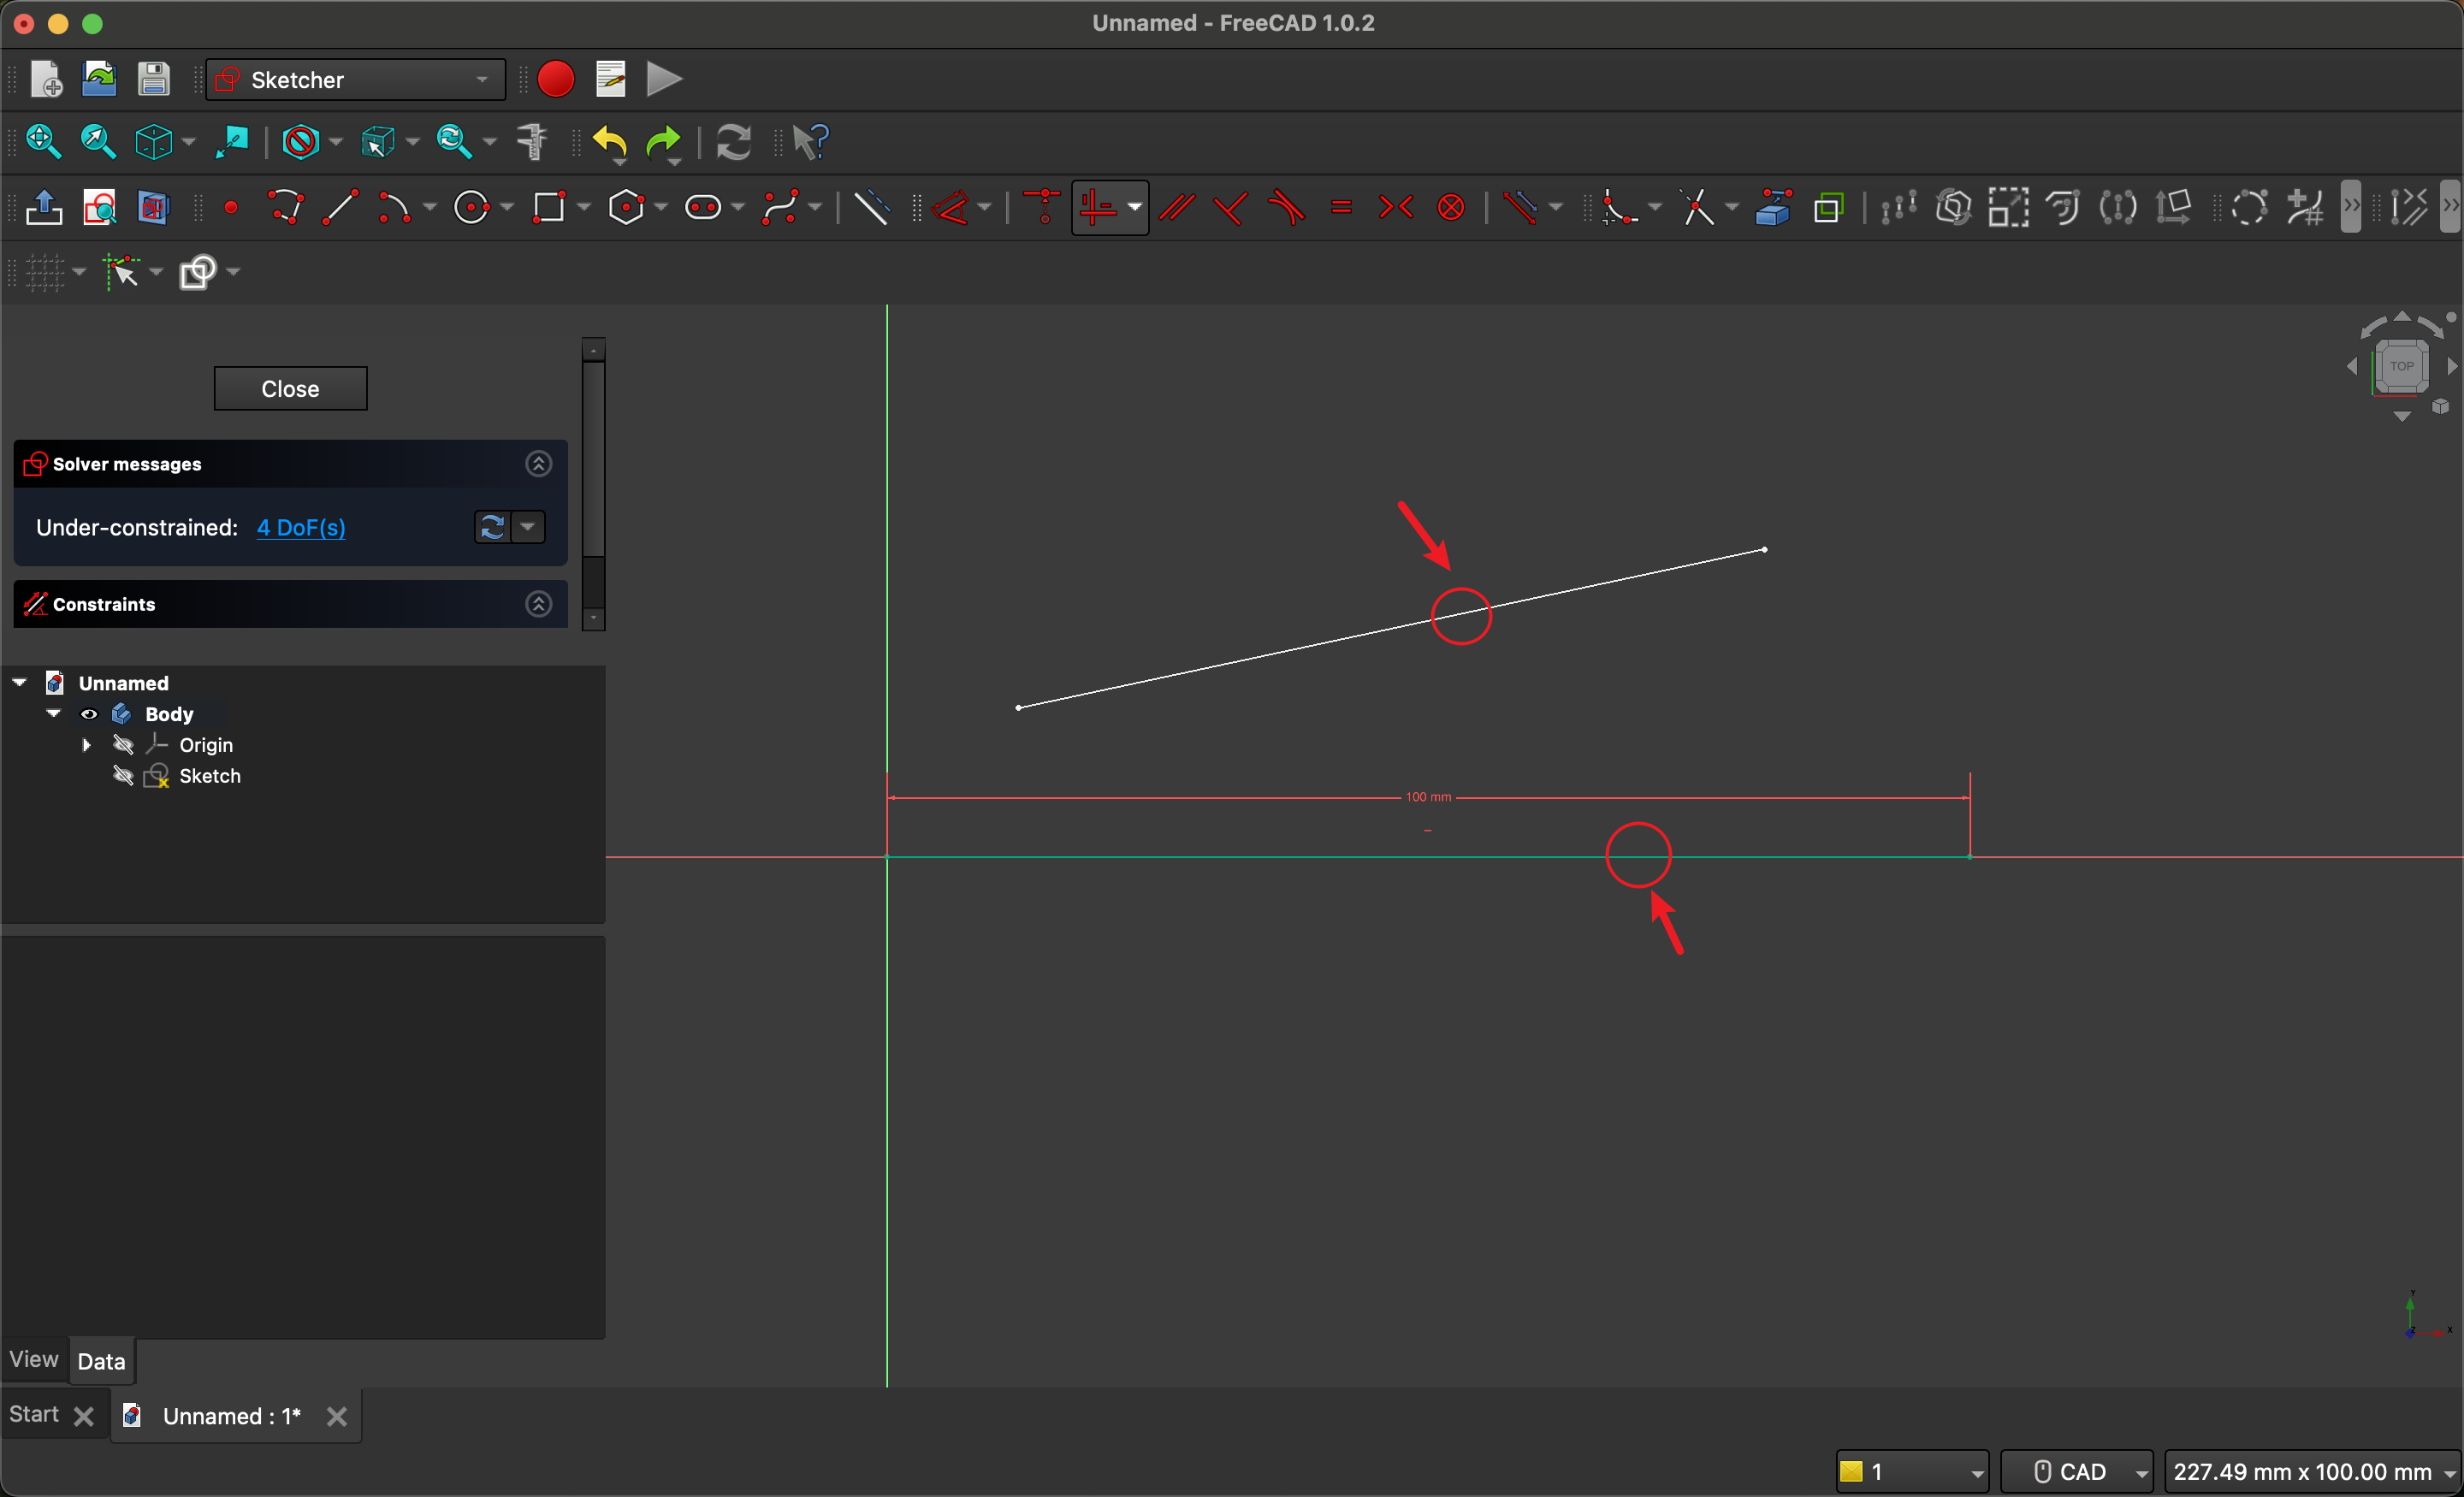 Unnamed - FreeCAD 1.0.2
Sketcher
Close
Solver messages
Under-constrained: 4 DoF(s)
Constraints
Unnamed
Body
Origin
Sketch
TOP
100 mm
Y
Z
X
View
Data
Start
Unnamed : 1*
1
CAD
227.49 mm x 100.00 mm